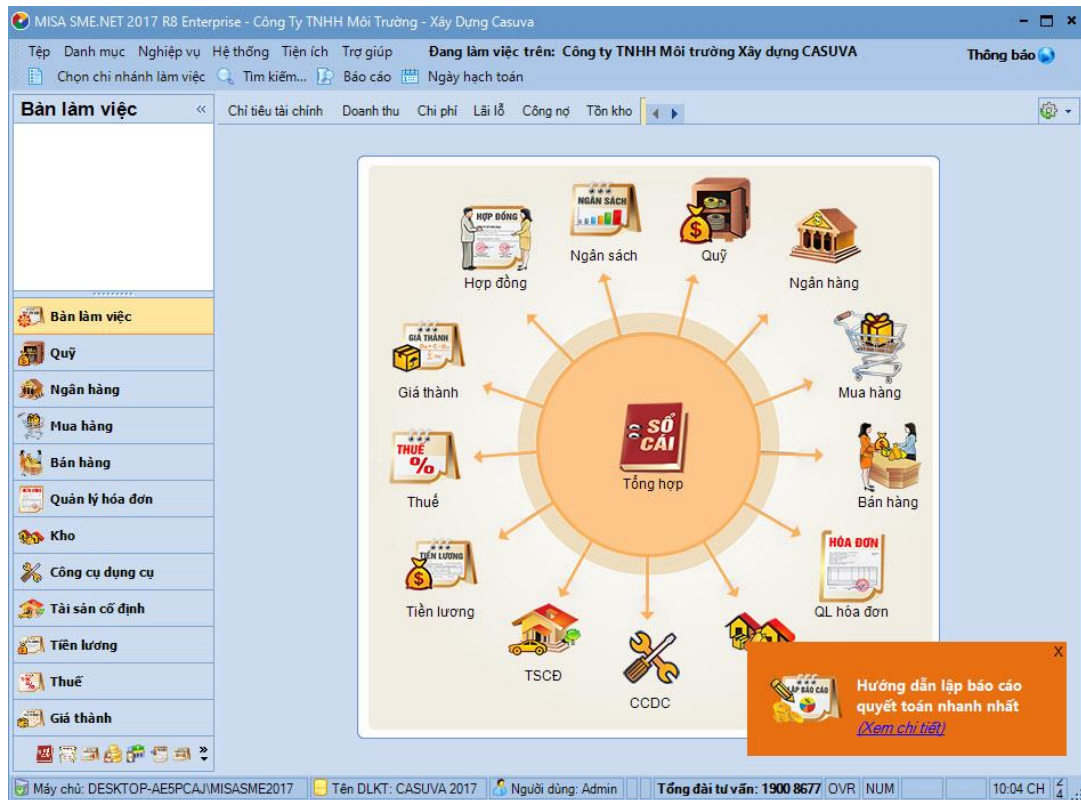 MISA SME.NET 2017 R8 Enterprise - Công Ty TNHH Môi Trường - Xây Dựng Casuva
Tệp Danh mục Nghiệp vụ Hệ thống Tiện ích Trợ giúp Đang làm việc trên: Công ty TNHH Môi trường Xây dựng CASUVA Thông báo
Chọn chi nhánh làm việc Tìm kiếm... Báo cáo Ngày hạch toán
Bàn làm việc «
Chỉ tiêu tài chính Doanh thu Chi phí Lãi lỗ Công nợ Tồn kho
Bàn làm việc
Quỹ
Ngân hàng
Mua hàng
Bán hàng
Quản lý hóa đơn
Kho
Công cụ dụng cụ
Tài sản cố định
Tiền lương
Thuế
Giá thành
HỢP ĐỒNG
Hợp đồng
NGÂN SÁCH
Ngân sách
Quỹ
Ngân hàng
GIÁ THÀNH
Giá thành
Mua hàng
SỔ CÁI
Tổng hợp
THUẾ %
Thuế
Bán hàng
TIỀN LƯƠNG
Tiền lương
HÓA ĐƠN
QL hóa đơn
TSCĐ
CCDC
X
LẬP BÁO CÁO
Hướng dẫn lập báo cáo
quyết toán nhanh nhất
(Xem chi tiết)
Máy chủ: DESKTOP-AE5PCAJ\MISASME2017 Tên DLKT: CASUVA 2017 Người dùng: Admin Tổng đài tư vấn: 1900 8677 OVR NUM 10:04 CH